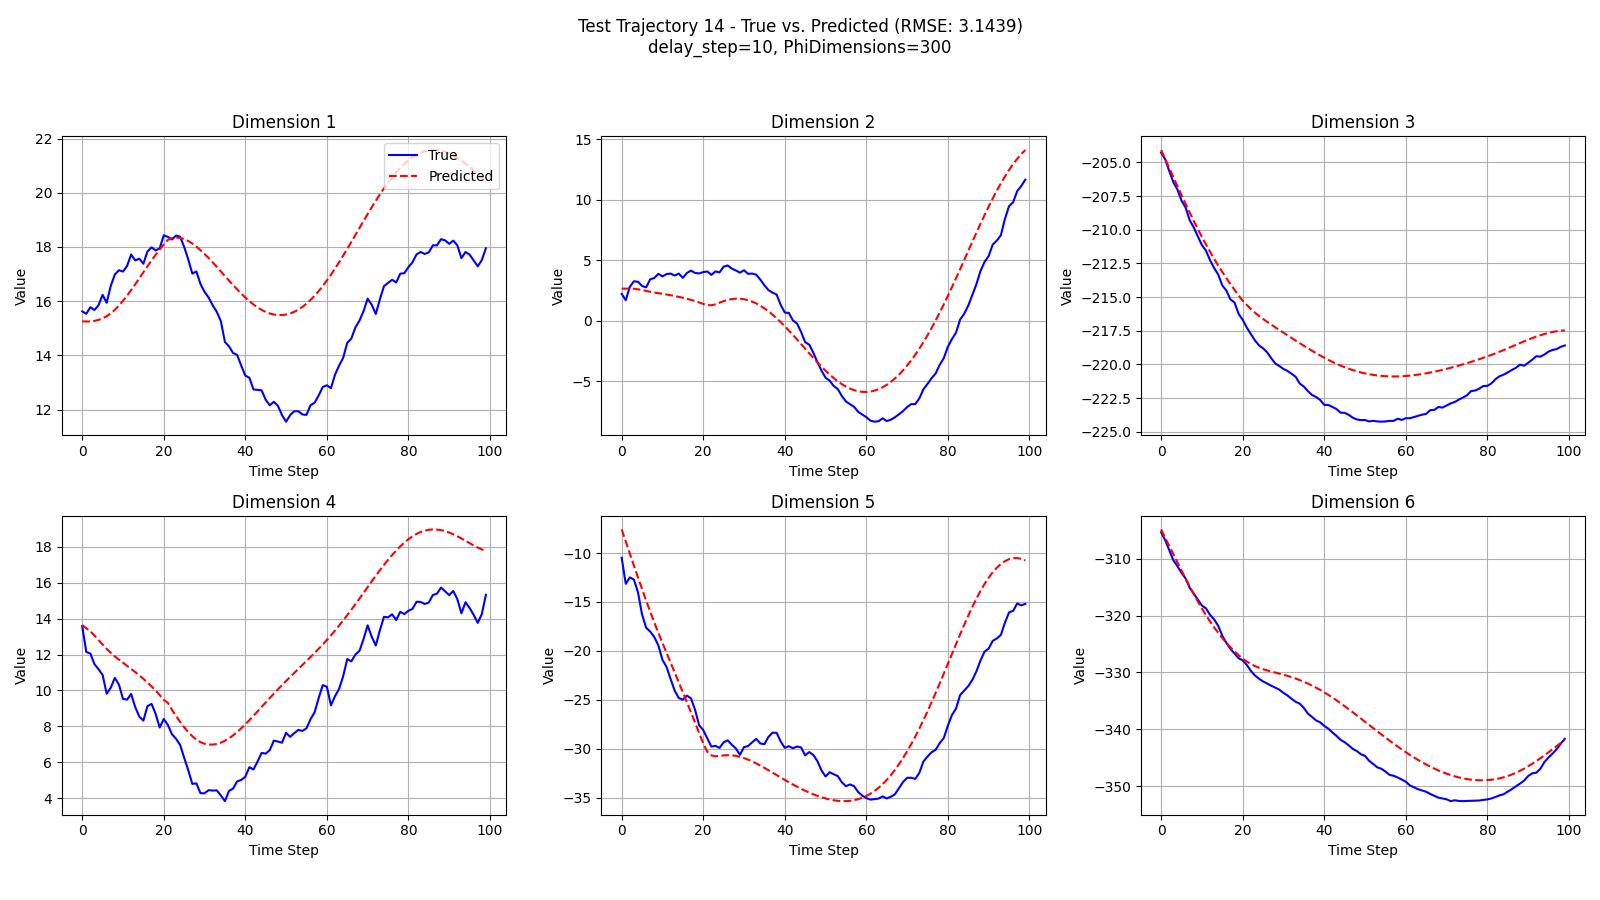 Test Trajectory 14 - True vs. Predicted (RMSE: 3.1439)
delay_step=10, PhiDimensions=300
Dimension 1
22
20
18
16
14
12
Value
0 20 40 60 80 100
Time Step
True
Predicted
Dimension 2
15
10
5
0
−5
Value
0 20 40 60 80 100
Time Step
Dimension 3
−205.0
−207.5
−210.0
−212.5
−215.0
−217.5
−220.0
−222.5
−225.0
Value
0 20 40 60 80 100
Time Step
Dimension 4
18
16
14
12
10
8
6
4
Value
0 20 40 60 80 100
Time Step
Dimension 5
−10
−15
−20
−25
−30
−35
Value
0 20 40 60 80 100
Time Step
Dimension 6
−310
−320
−330
−340
−350
Value
0 20 40 60 80 100
Time Step